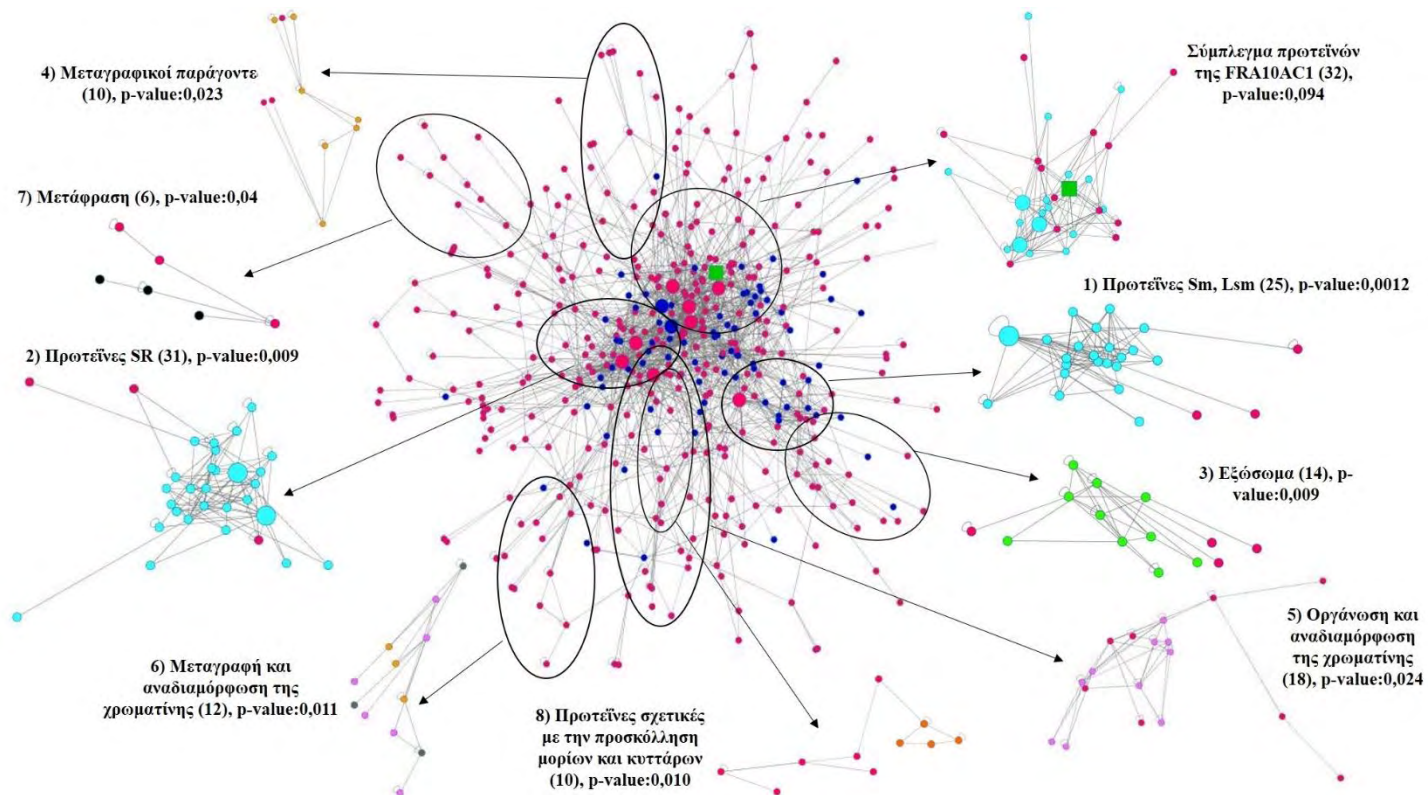 4) Μεταγραφικοί παράγοντε
(10), p-value:0,023
Σύμπλεγμα πρωτεϊνών
της FRA10AC1 (32),
p-value:0,094
7) Μετάφραση (6), p-value:0,04
1) Πρωτεΐνες Sm, Lsm (25), p-value:0,0012
2) Πρωτεΐνες SR (31), p-value:0,009
3) Εξώσωμα (14), p-
value:0,009
5) Οργάνωση και
αναδιαμόρφωση
της χρωματίνης
(18), p-value:0,024
6) Μεταγραφή και
αναδιαμόρφωση της
χρωματίνης (12), p-value:0,011
8) Πρωτεΐνες σχετικές
με την προσκόλληση
μορίων και κυττάρων
(10), p-value:0,010